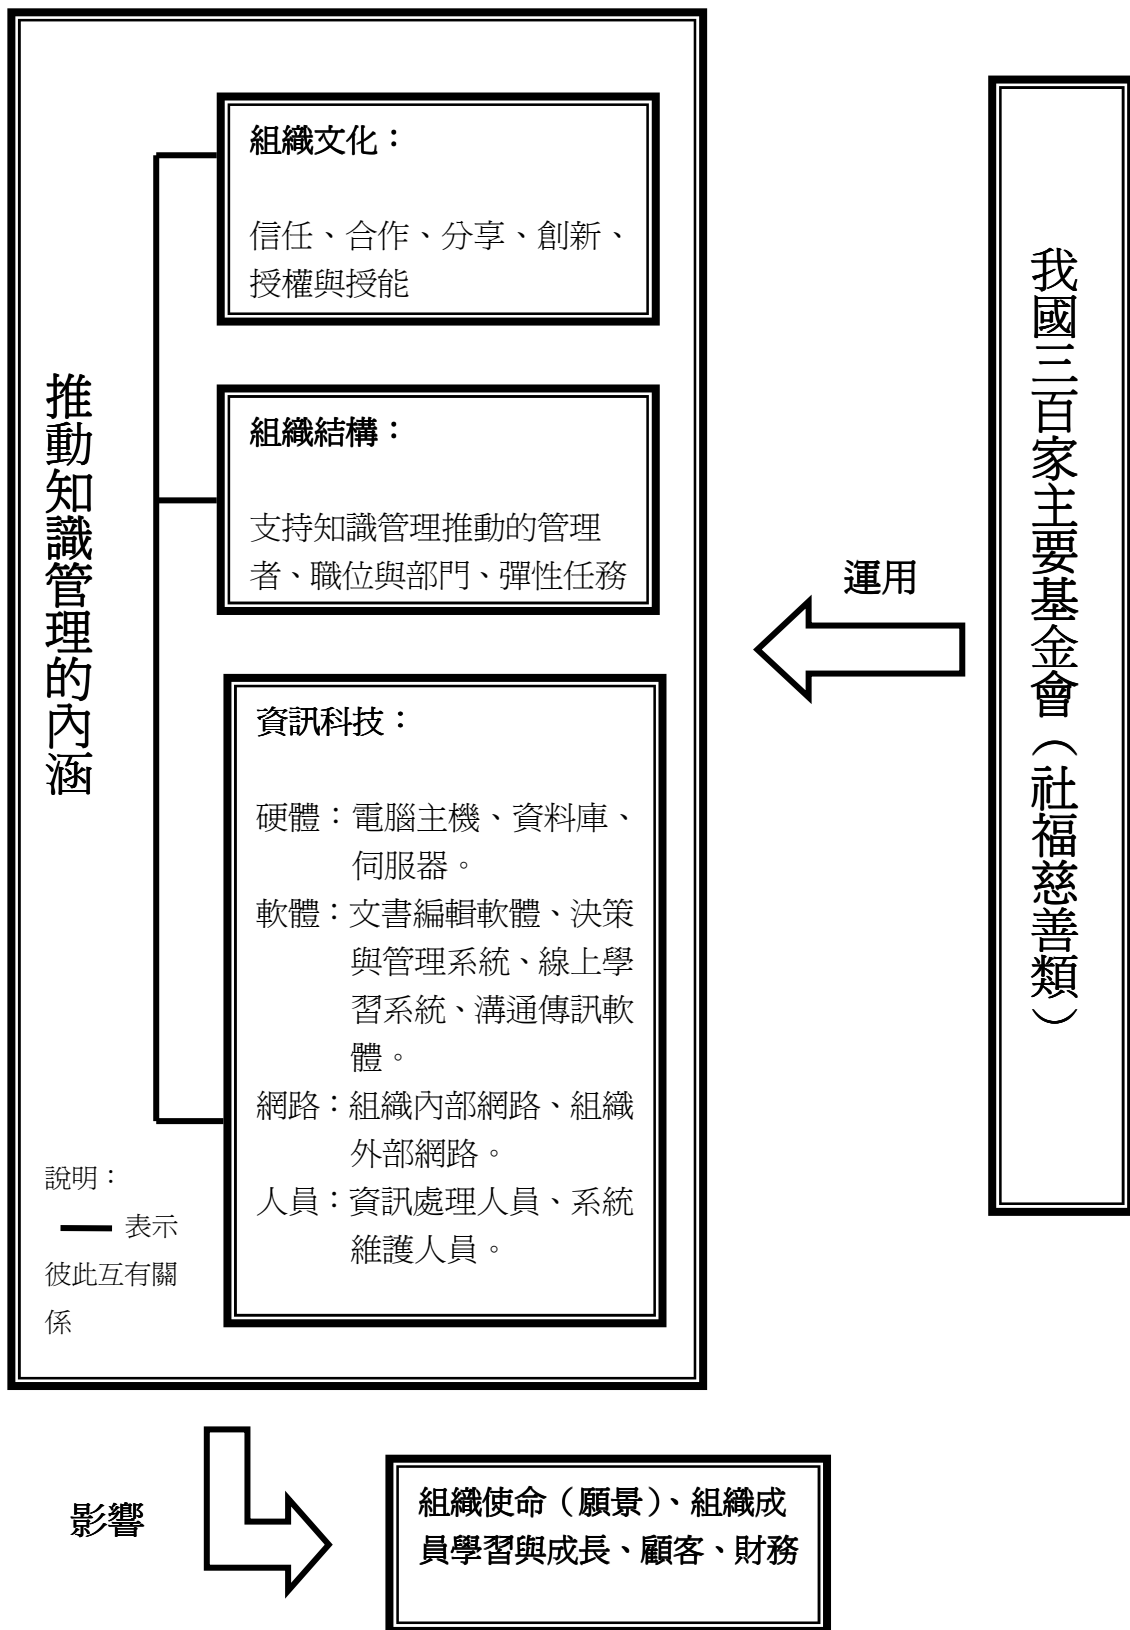 推動知識管理的內涵
組織文化：
信任、合作、分享、創新、
授權與授能
組織結構：
支持知識管理推動的管理
者、職位與部門、彈性任務
資訊科技：
硬體：電腦主機、資料庫、
伺服器。
軟體：文書編輯軟體、決策
與管理系統、線上學
習系統、溝通傳訊軟
體。
網路：組織內部網路、組織
外部網路。
人員：資訊處理人員、系統
維護人員。
說明：
表示
彼此互有關
係
運用
我國三百家主要基金會（社福慈善類）
影響
組織使命（願景）、組織成
員學習與成長、顧客、財務